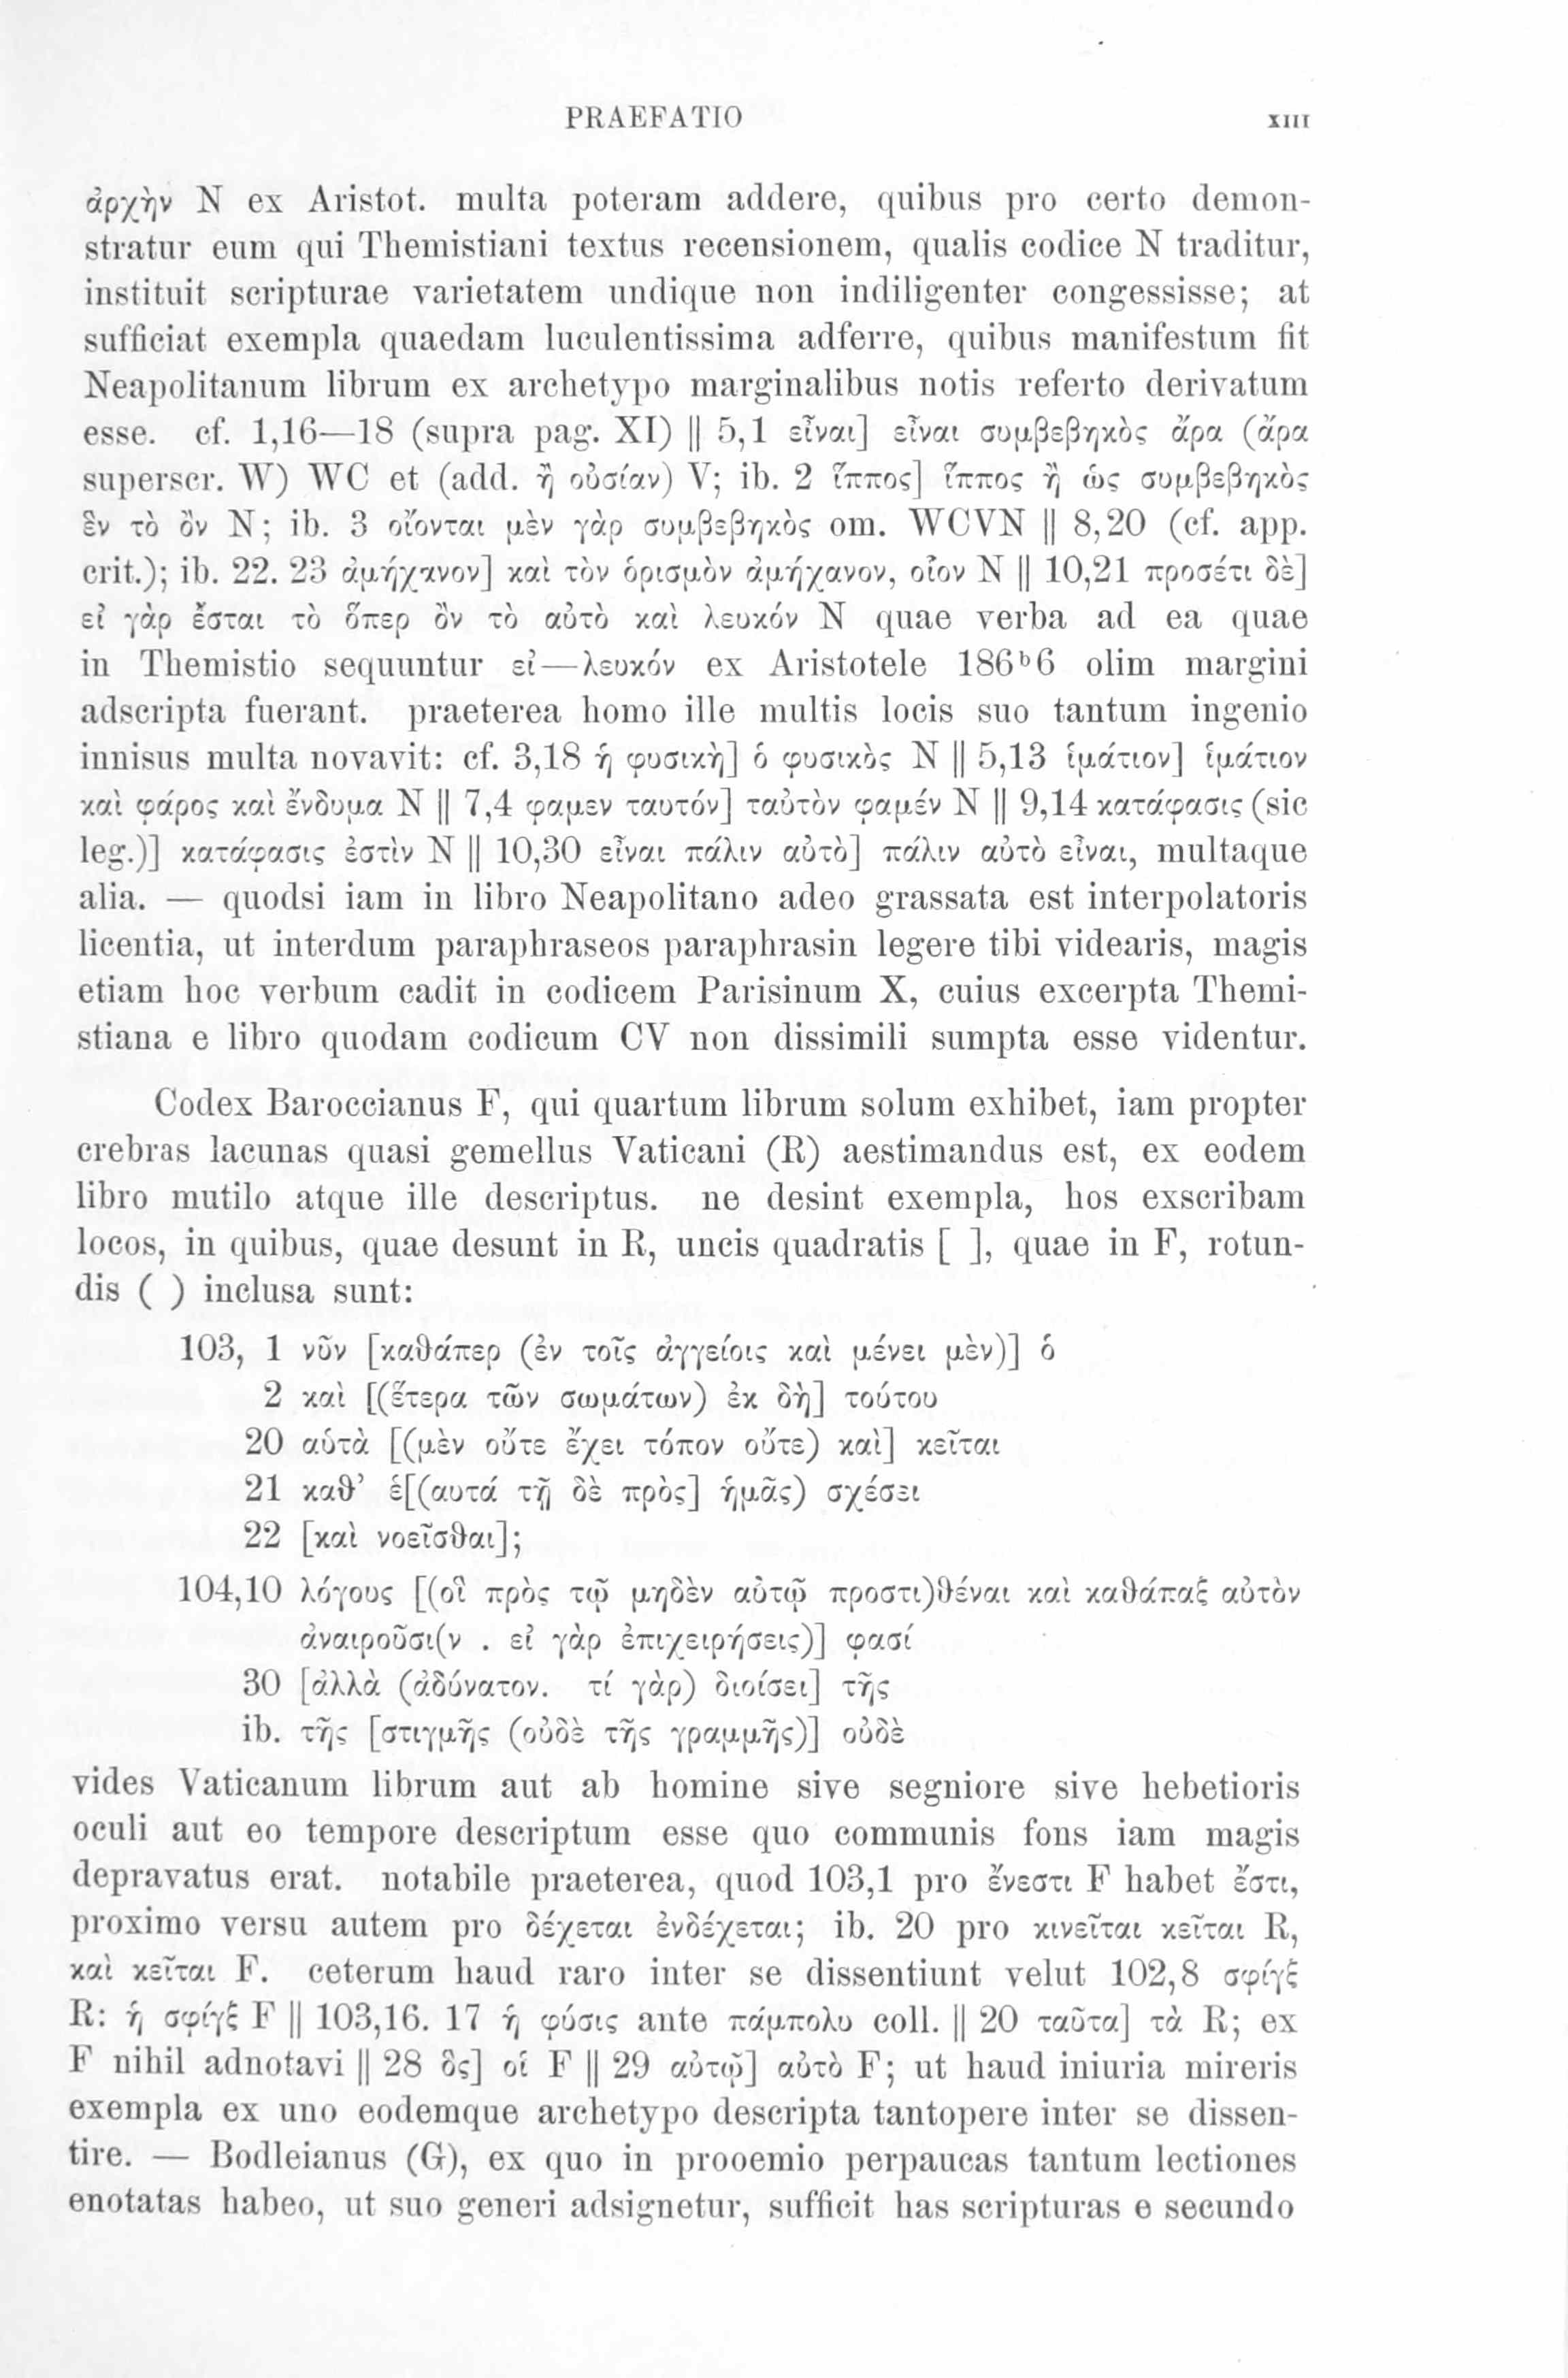 PRAEFATIO XIII
ἀρχὴν N ex Aristot. multa poteram addere, quibus pro certo demon-
stratur eum qui Themistiani textus recensionem, qualis codice N traditur,
instituit scripturae varietatem undique non indiligenter congessisse; at
sufficiat exempla quaedam luculentissima adferre, quibus manifestum fit
Neapolitanum librum ex archetypo marginalibus notis referto derivatum
esse. cf. 1,16—18 (supra pag. XI) || 5,1 εἶναι] εἶναι συμβεβηκὸς ἄρα (ἄρα
superscr. W) WC et (add. ἢ οὐσίαν) V; ib. 2 ἵππος] ἵππος ἢ ὡς συμβεβηκὸς
ἓν τὸ ὂν N; ib. 3 οἴονται μὲν γὰρ συμβεβηκὸς om. WCVN || 8,20 (cf. app.
crit.); ib. 22. 23 ἀμήχανον] καὶ τὸν ὁρισμὸν ἀμήχανον, οἷον N || 10,21 προσέτι δὲ]
εἰ γὰρ ἔσται τὸ ὅπερ ὂν τὸ αὐτὸ καὶ λευκόν N quae verba ad ea quae
in Themistio sequuntur εἰ—λευκόν ex Aristotele 186ᵇ6 olim margini
adscripta fuerant. praeterea homo ille multis locis suo tantum ingenio
innisus multa novavit: cf. 3,18 ἡ φυσικὴ] ὁ φυσικὸς N || 5,13 ἱμάτιον] ἱμάτιον
καὶ φάρος καὶ ἔνδυμα N || 7,4 φαμεν ταυτόν] ταὐτὸν φαμέν N || 9,14 κατάφασις (sic
leg.)] κατάφασις ἐστὶν N || 10,30 εἶναι πάλιν αὐτὸ] πάλιν αὐτὸ εἶναι, multaque
alia. — quodsi iam in libro Neapolitano adeo grassata est interpolatoris
licentia, ut interdum paraphraseos paraphrasin legere tibi videaris, magis
etiam hoc verbum cadit in codicem Parisinum X, cuius excerpta Themi-
stiana e libro quodam codicum CV non dissimili sumpta esse videntur.
Codex Baroccianus F, qui quartum librum solum exhibet, iam propter
crebras lacunas quasi gemellus Vaticani (R) aestimandus est, ex eodem
libro mutilo atque ille descriptus. ne desint exempla, hos exscribam
locos, in quibus, quae desunt in R, uncis quadratis [ ], quae in F, rotun-
dis ( ) inclusa sunt:
103, 1 νῦν [καθάπερ (ἐν τοῖς ἀγγείοις καὶ μένει μὲν)] ὁ
2 καὶ [(ἕτερα τῶν σωμάτων) ἐκ δὴ] τούτου
20 αὑτὰ [(μὲν οὔτε ἔχει τόπον οὔτε) καὶ] κεῖται
21 καθ’ ἑ[(αυτά τῇ δὲ πρὸς] ἡμᾶς) σχέσει
22 [καὶ νοεῖσθαι];
104,10 λόγους [(οἳ πρὸς τῷ μηδὲν αὐτῷ προστι)θέναι καὶ καθάπαξ αὐτὸν
ἀναιροῦσι(ν . εἰ γὰρ ἐπιχειρήσεις)] φασί
30 [ἀλλὰ (ἀδύνατον. τί γὰρ) διοίσει] τῆς
ib. τῆς [στιγμῆς (οὐδὲ τῆς γραμμῆς)] οὐδὲ
vides Vaticanum librum aut ab homine sive segniore sive hebetioris
oculi aut eo tempore descriptum esse quo communis fons iam magis
depravatus erat. notabile praeterea, quod 103,1 pro ἔνεστι F habet ἔστι,
proximo versu autem pro δέχεται ἐνδέχεται; ib. 20 pro κινεῖται κεῖται R,
καὶ κεῖται F. ceterum haud raro inter se dissentiunt velut 102,8 σφίγξ
R: ἡ σφίγξ F || 103,16. 17 ἡ φύσις ante πάμπολυ coll. || 20 ταῦτα] τὰ R; ex
F nihil adnotavi || 28 ὃς] οἱ F || 29 αὐτῷ] αὐτὸ F; ut haud iniuria mireris
exempla ex uno eodemque archetypo descripta tantopere inter se dissen-
tire. — Bodleianus (G), ex quo in prooemio perpaucas tantum lectiones
enotatas habeo, ut suo generi adsignetur, sufficit has scripturas e secundo